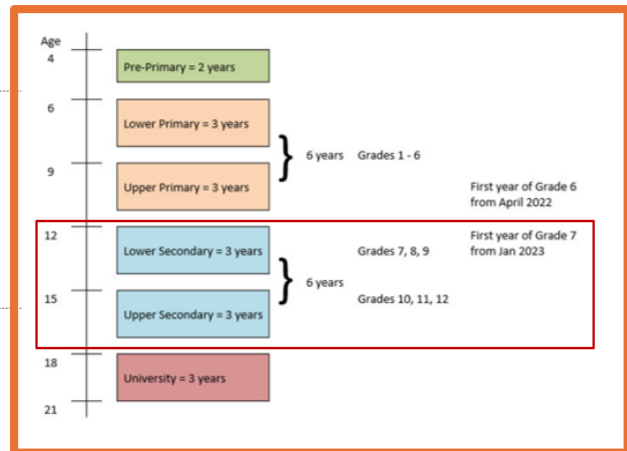 Age
4
Pre-Primary = 2 years
6
Lower Primary = 3 years
6 years Grades 1 - 6
9
Upper Primary = 3 years
First year of Grade 6
from April 2022
12
Lower Secondary = 3 years
Grades 7, 8, 9
First year of Grade 7
from Jan 2023
6 years
15
Grades 10, 11, 12
Upper Secondary = 3 years
18
University = 3 years
21